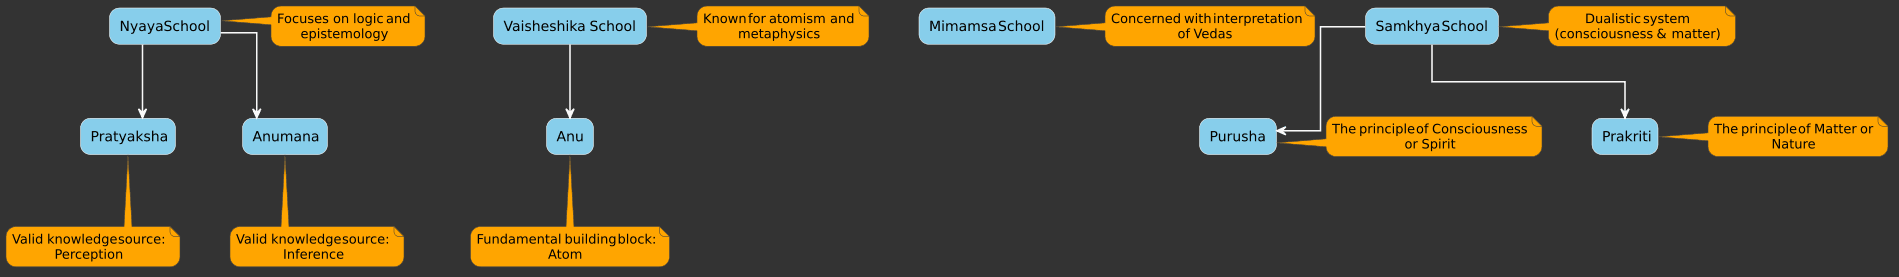 Nyaya School
Focuses on logic and
epistemology
Vaisheshika School
Known for atomism and
metaphysics
Mimamsa School
Concerned with interpretation
of Vedas
Samkhya School
Dualistic system
(consciousness & matter)
Pratyaksha
Anumana
Anu
Purusha
The principle of Consciousness
or Spirit
Prakriti
The principle of Matter or
Nature
Valid knowledge source:
Perception
Valid knowledge source:
Inference
Fundamental building block:
Atom